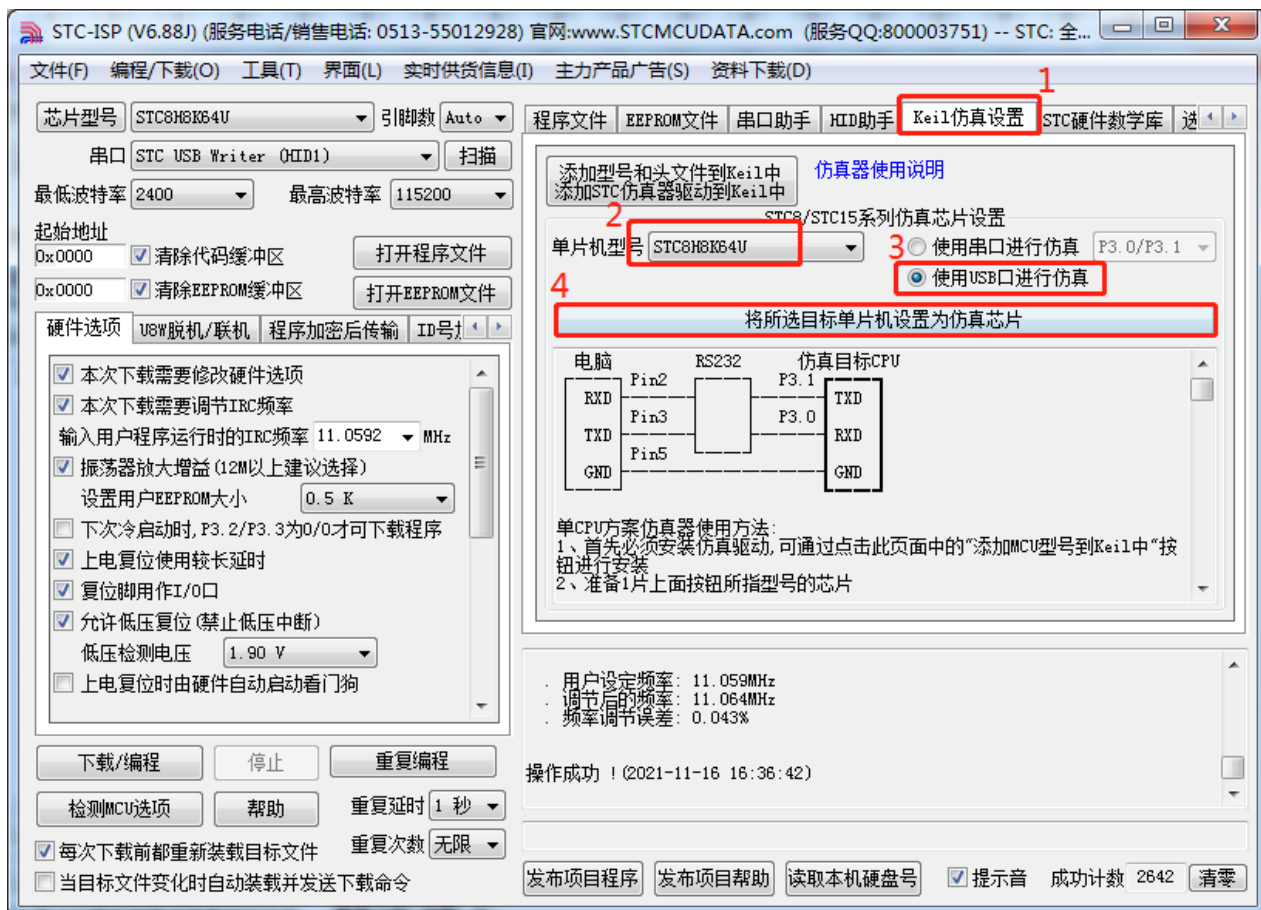 STC-ISP (V6.88J) (服务电话/销售电话: 0513-55012928) 官网:www.STCMCUDATA.com (服务QQ:800003751) -- STC: 全...
文件(F) 编程/下载(O) 工具(T) 界面(L) 实时供货信息(I) 主力产品广告(S) 资料下载(D)
1
芯片型号 STC8H8K64U 引脚数 Auto
串口 STC USB Writer (HID1) 扫描
最低波特率 2400 最高波特率 115200
起始地址
0x0000 清除代码缓冲区 打开程序文件
0x0000 清除EEPROM缓冲区 打开EEPROM文件
硬件选项 U8W脱机/联机 程序加密后传输
本次下载需要修改硬件选项
本次下载需要调节IRC频率
输入用户程序运行时的IRC频率 11.0592 MHz
振荡器放大增益(12M以上建议选择)
设置用户EEPROM大小 0.5 K
下次冷启动时,P3.2/P3.3为0/0才可下载程序
上电复位使用较长延时
复位脚用作I/O口
允许低压复位(禁止低压中断)
低压检测电压 1.90 V
上电复位时由硬件自动启动看门狗
下载/编程 停止 重复编程
检测MCU选项 帮助 重复延时 1 秒
每次下载前都重新装载目标文件 重复次数 无限
当目标文件变化时自动装载并发送下载命令
程序文件 EEPROM文件 串口助手 HID助手 Keil仿真设置 STC硬件数学库
添加型号和头文件到Keil中 仿真器使用说明
添加STC仿真器驱动到Keil中
STC8/STC15系列仿真芯片设置
2
单片机型号 STC8H8K64U 3 使用串口进行仿真 P3.0/P3.1
使用USB口进行仿真
4
将所选目标单片机设置为仿真芯片
电脑 RS232 仿真目标CPU
Pin2 P3.1
RXD TXD
Pin3 P3.0
TXD RXD
Pin5
GND GND
单CPU方案仿真器使用方法:
1、首先必须安装仿真驱动,可通过点击此页面中的“添加MCU型号到Keil中“按
钮进行安装
2、准备1片上面按钮所指型号的芯片
. 用户设定频率: 11.059MHz
. 调节后的频率: 11.064MHz
. 频率调节误差: 0.043%
操作成功 !(2021-11-16 16:36:42)
发布项目程序 发布项目帮助 读取本机硬盘号 提示音 成功计数 2642 清零